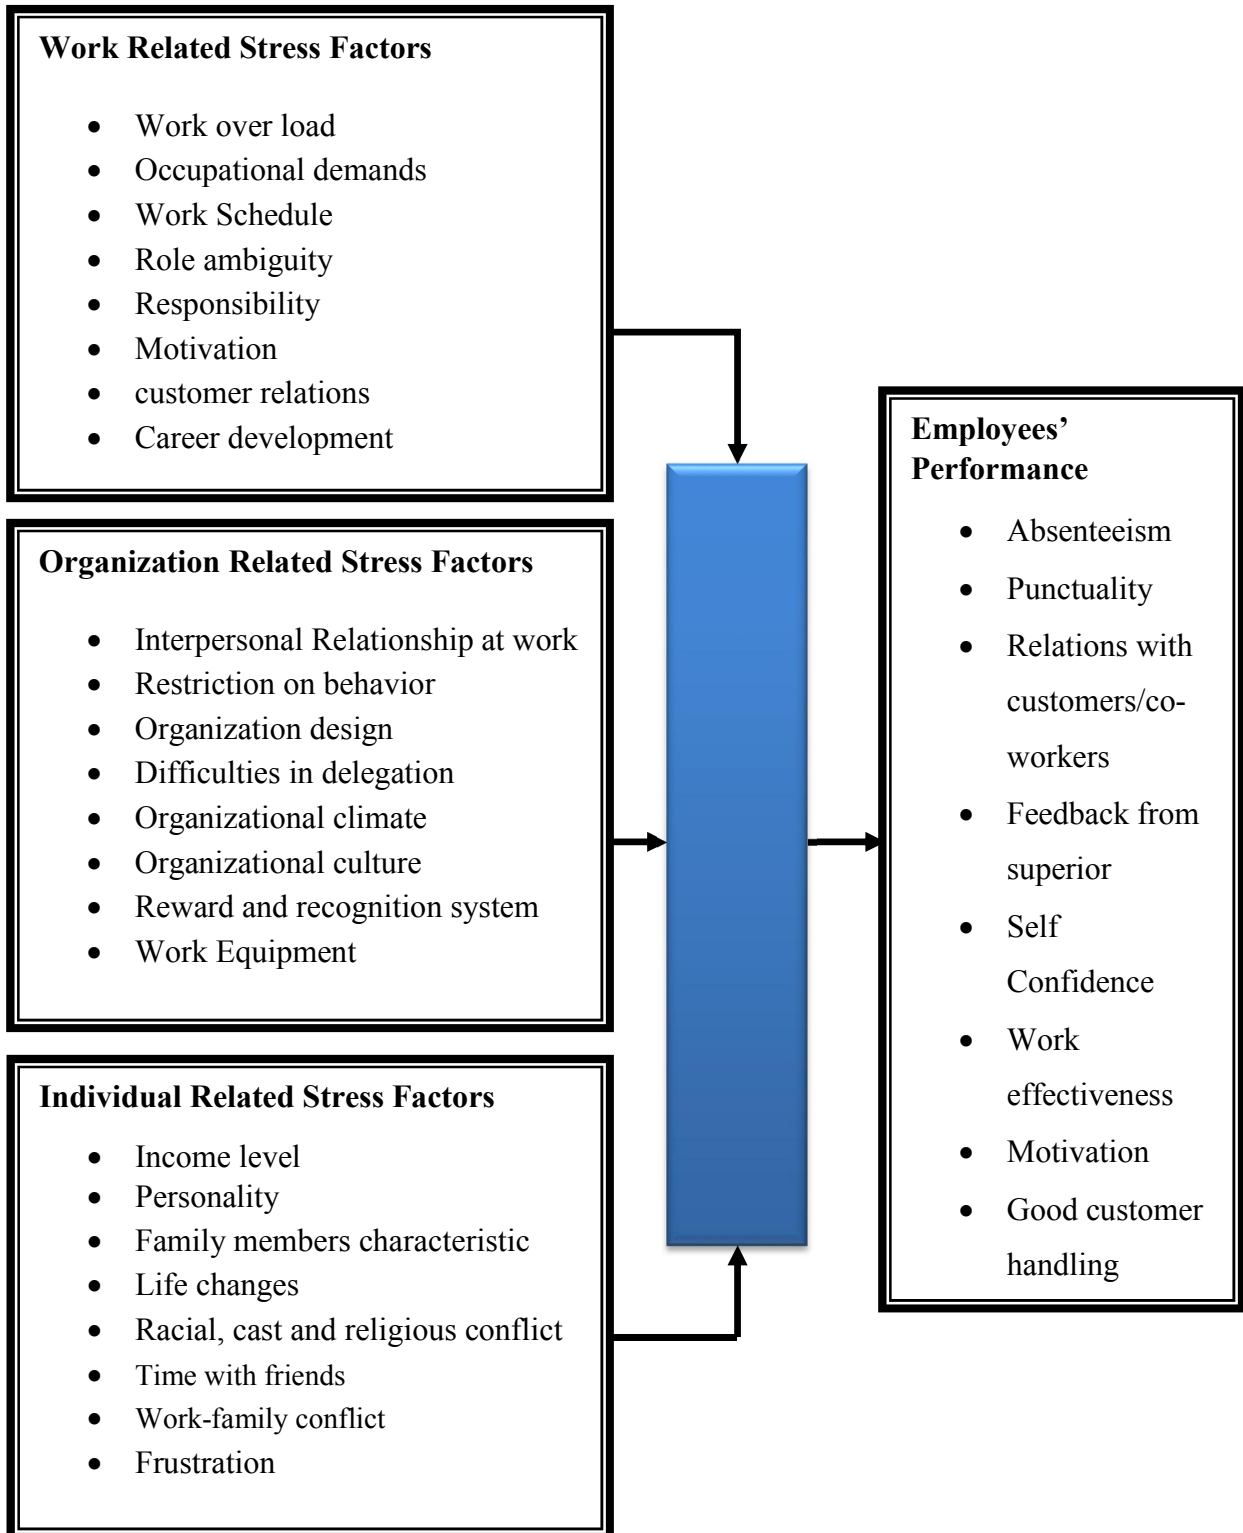 Work Related Stress Factors
• Work over load
• Occupational demands
• Work Schedule
• Role ambiguity
• Responsibility
• Motivation
• customer relations
• Career development
Organization Related Stress Factors
• Interpersonal Relationship at work
• Restriction on behavior
• Organization design
• Difficulties in delegation
• Organizational climate
• Organizational culture
• Reward and recognition system
• Work Equipment
Individual Related Stress Factors
• Income level
• Personality
• Family members characteristic
• Life changes
• Racial, cast and religious conflict
• Time with friends
• Work-family conflict
• Frustration
Employees’
Performance
• Absenteeism
• Punctuality
• Relations with
customers/co-
workers
• Feedback from
superior
• Self
Confidence
• Work
effectiveness
• Motivation
• Good customer
handling